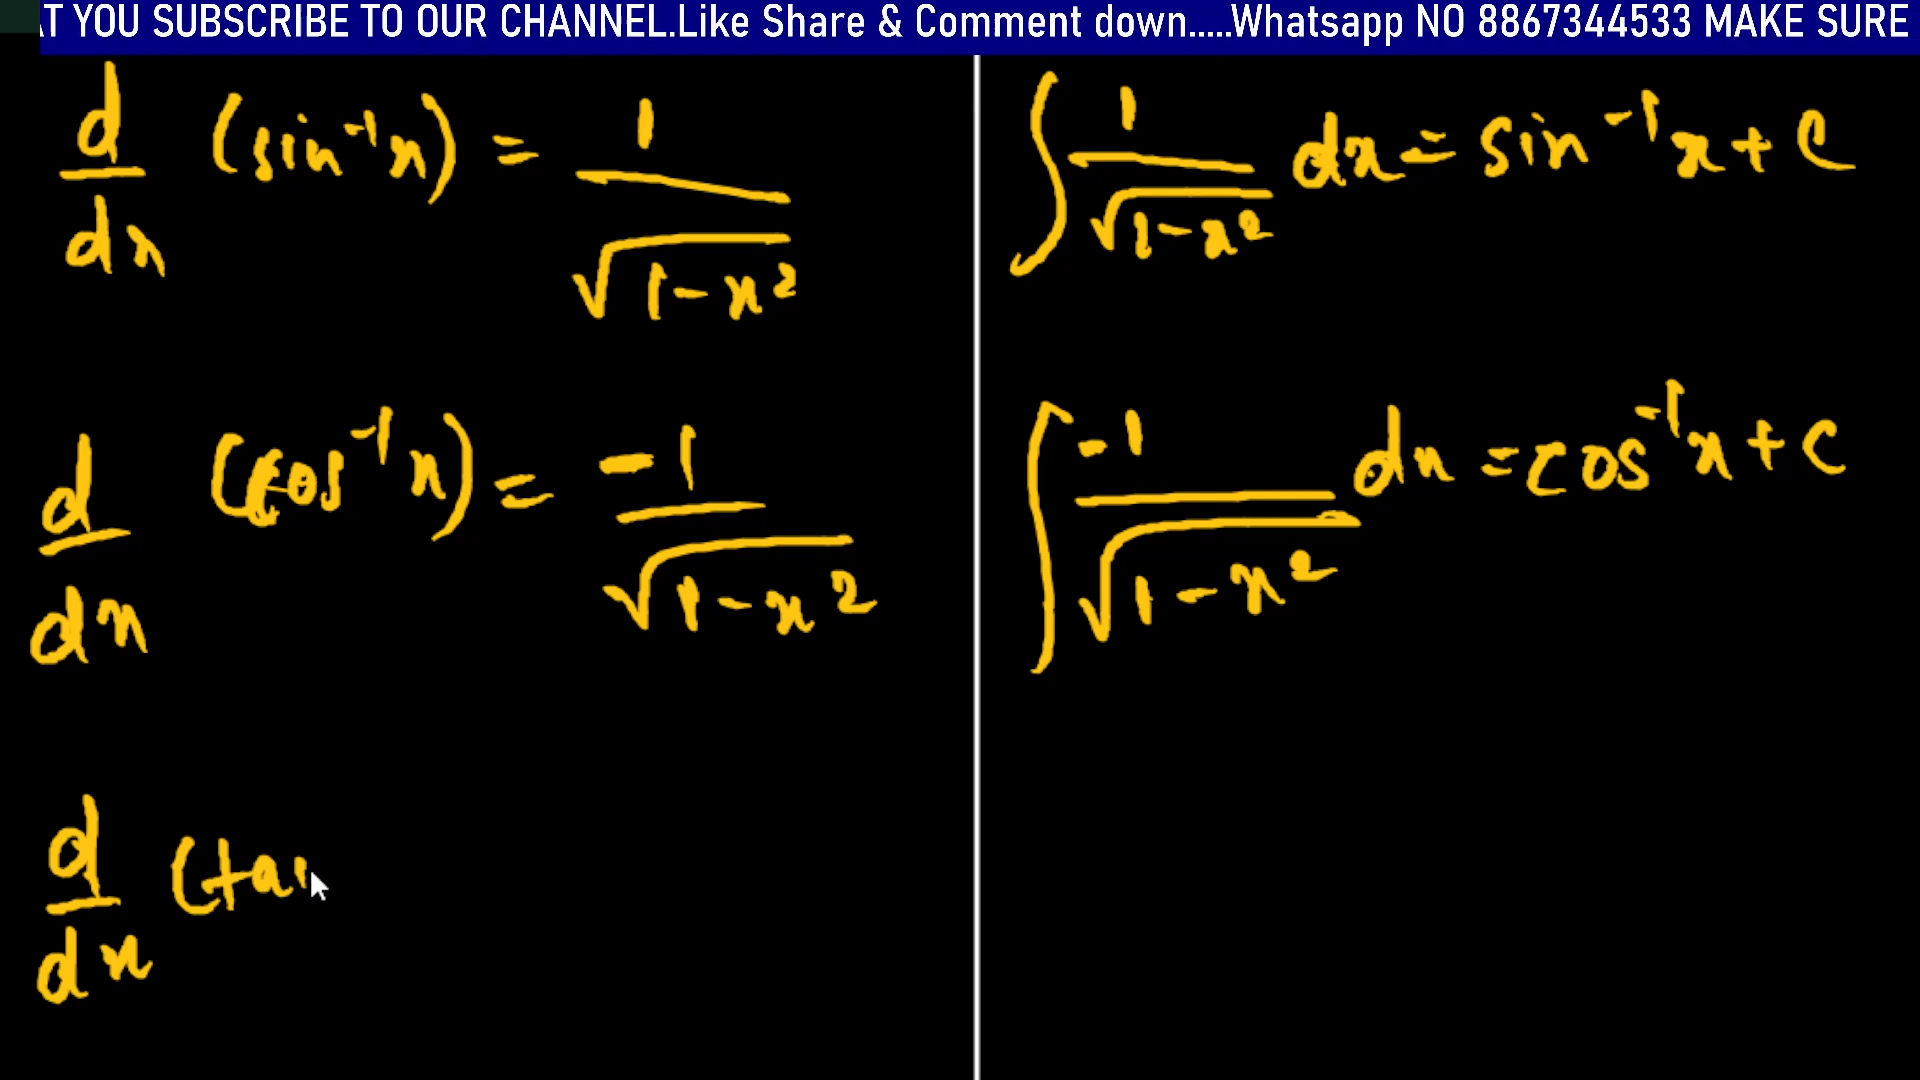 AT YOU SUBSCRIBE TO OUR CHANNEL.Like Share & Comment down.....Whatsapp NO 8867344533 MAKE SURE
d/dx (sin⁻¹x) = 1/√(1-x²)
∫ 1/√(1-x²) dx = sin⁻¹x + c
d/dx (cos⁻¹x) = -1/√(1-x²)
∫ -1/√(1-x²) dx = cos⁻¹x + c
d/dx (ta